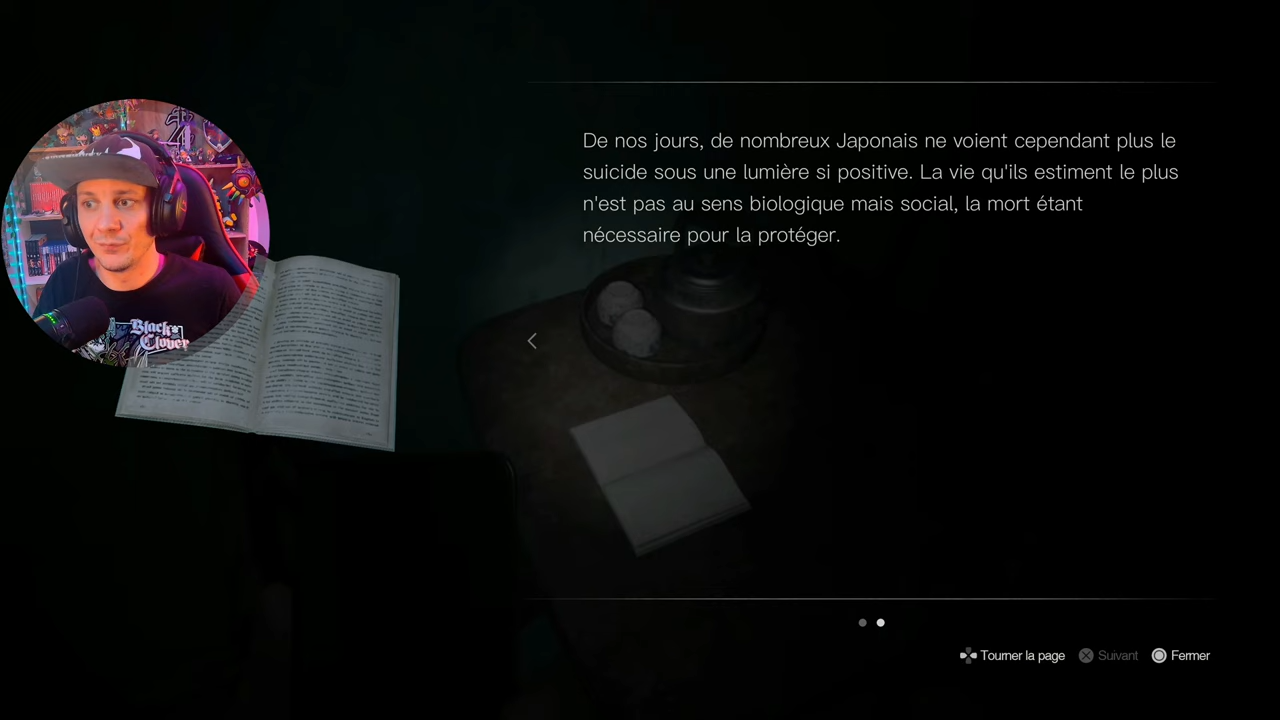 De nos jours, de nombreux Japonais ne voient cependant plus le
suicide sous une lumière si positive. La vie qu'ils estiment le plus
n'est pas au sens biologique mais social, la mort étant
nécessaire pour la protéger.
Black
Clover
Tourner la page
Suivant
Fermer